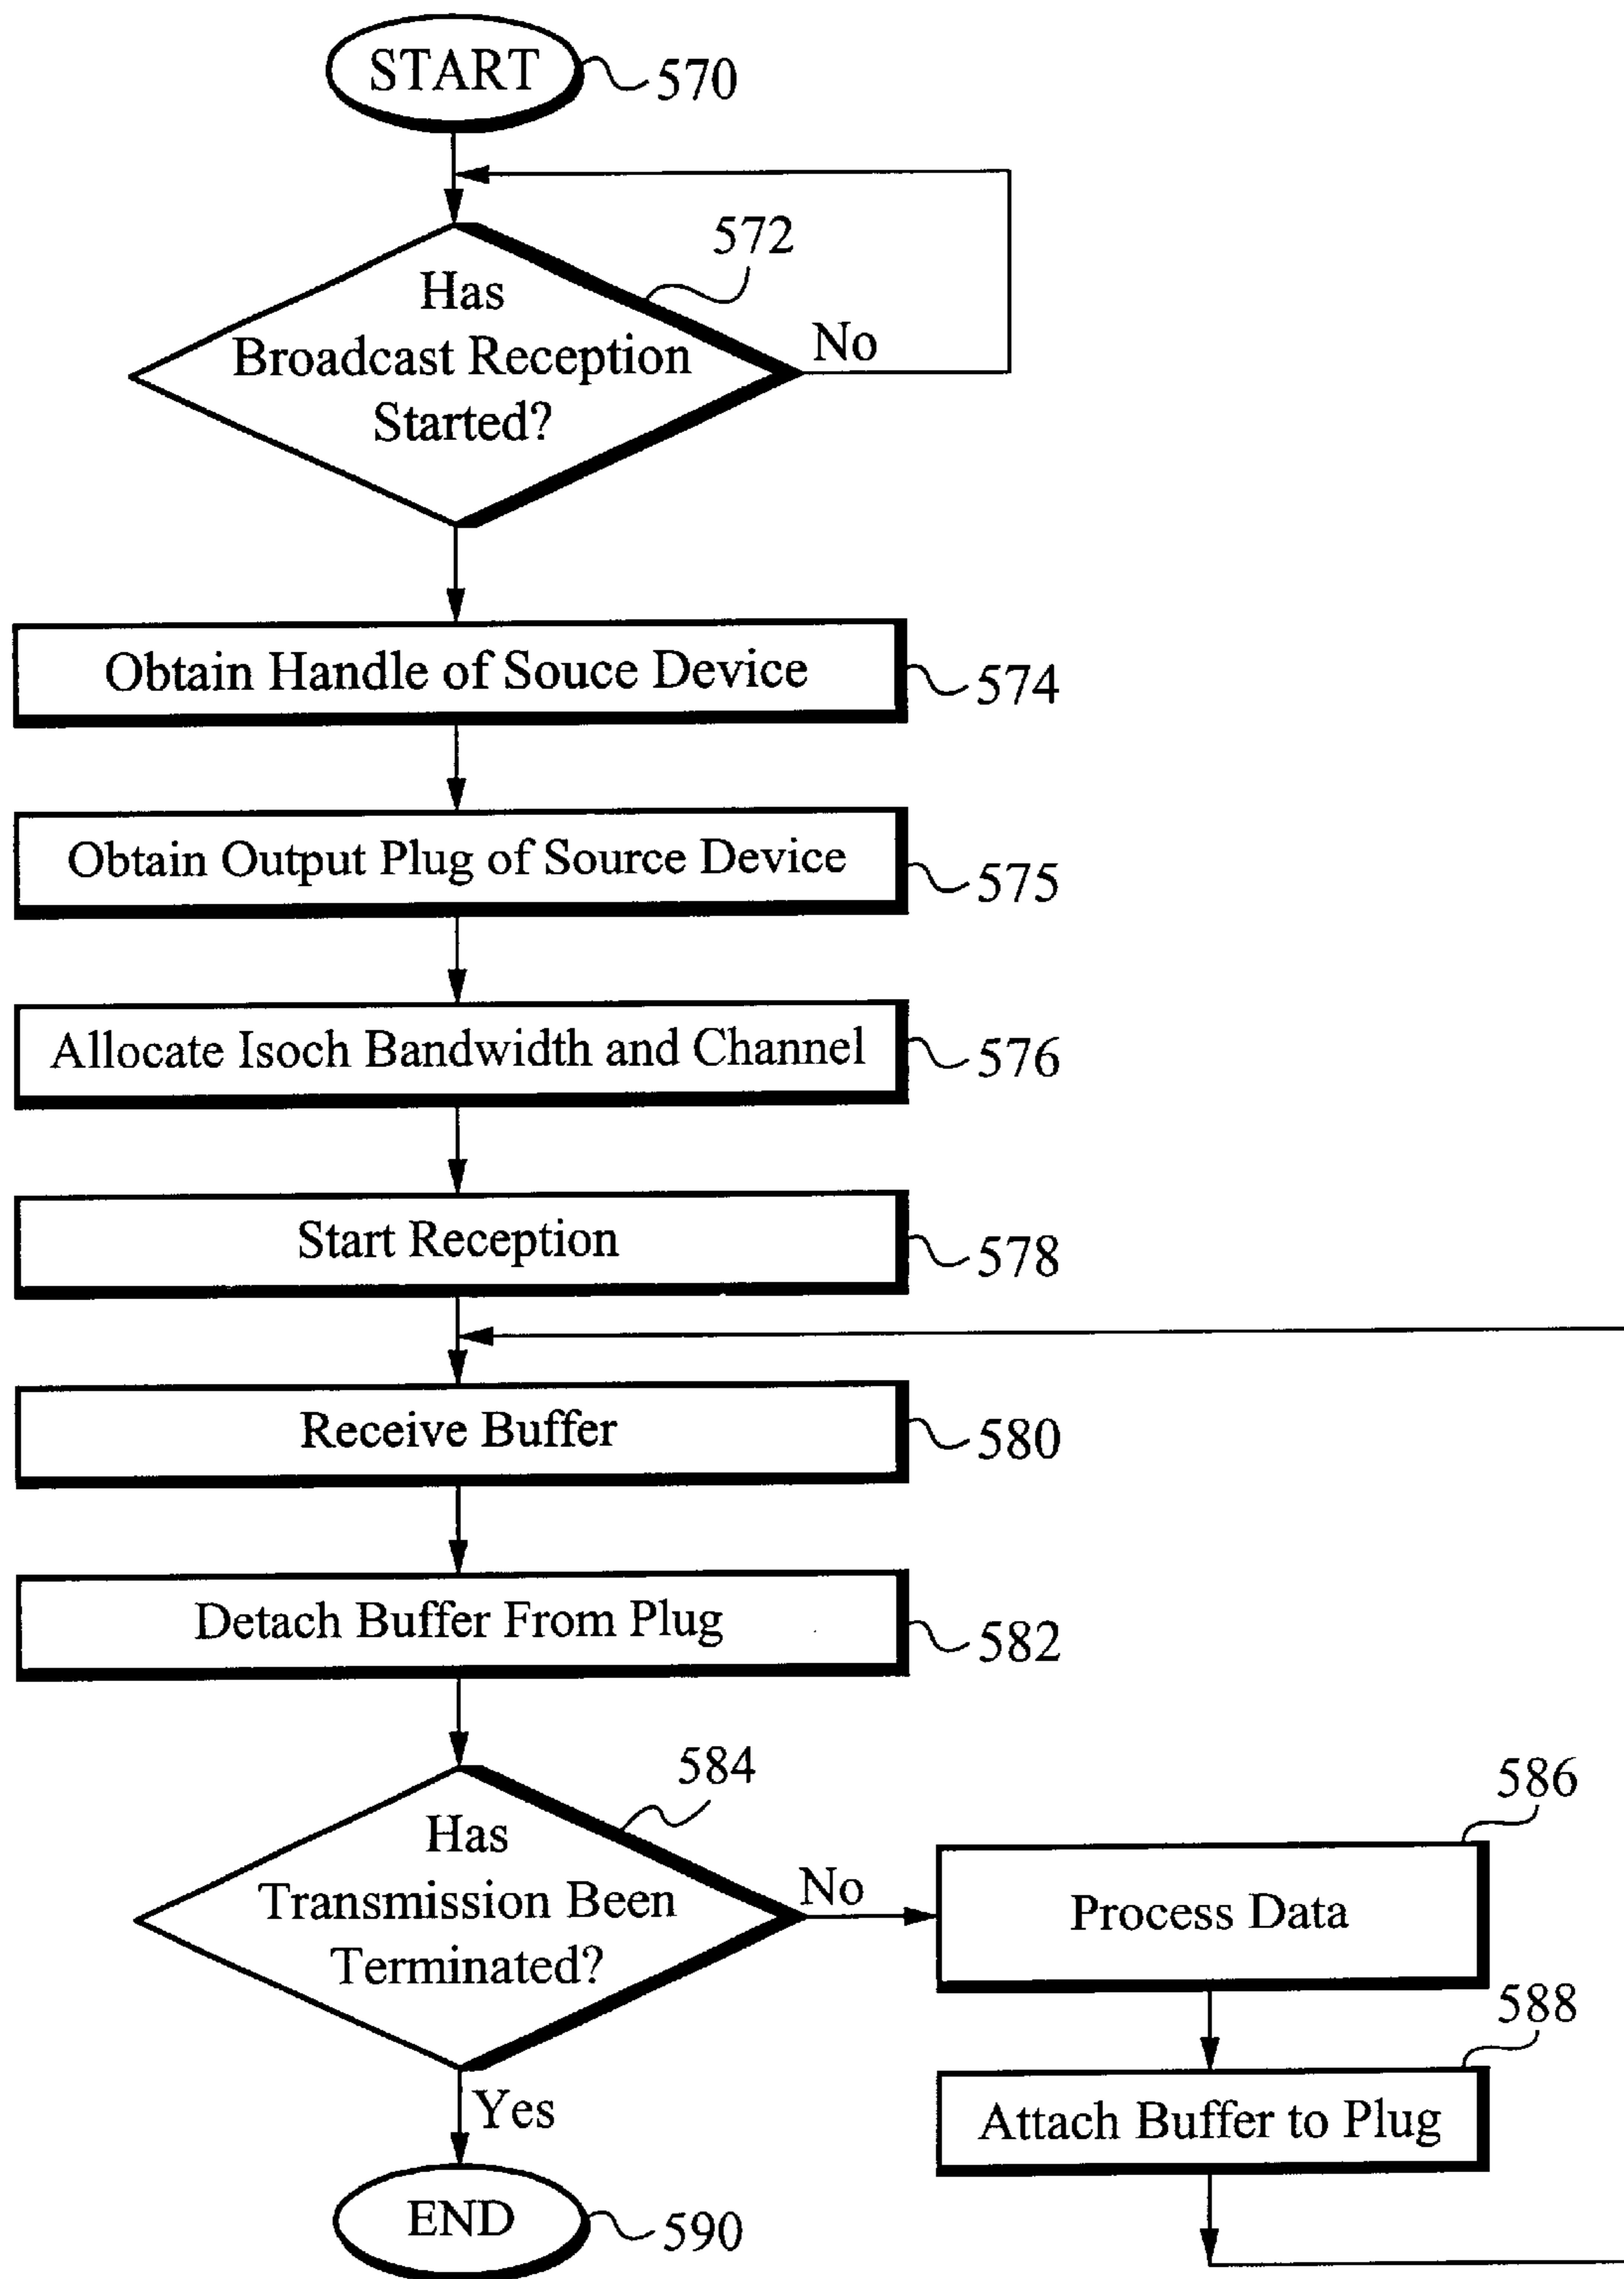 START
570
572
Has
Broadcast Reception
Started?
No
Obtain Handle of Souce Device
574
Obtain Output Plug of Source Device
575
Allocate Isoch Bandwidth and Channel
576
Start Reception
578
Receive Buffer
580
Detach Buffer From Plug
582
584
Has
Transmission Been
Terminated?
No
586
Process Data
588
Attach Buffer to Plug
Yes
END
590